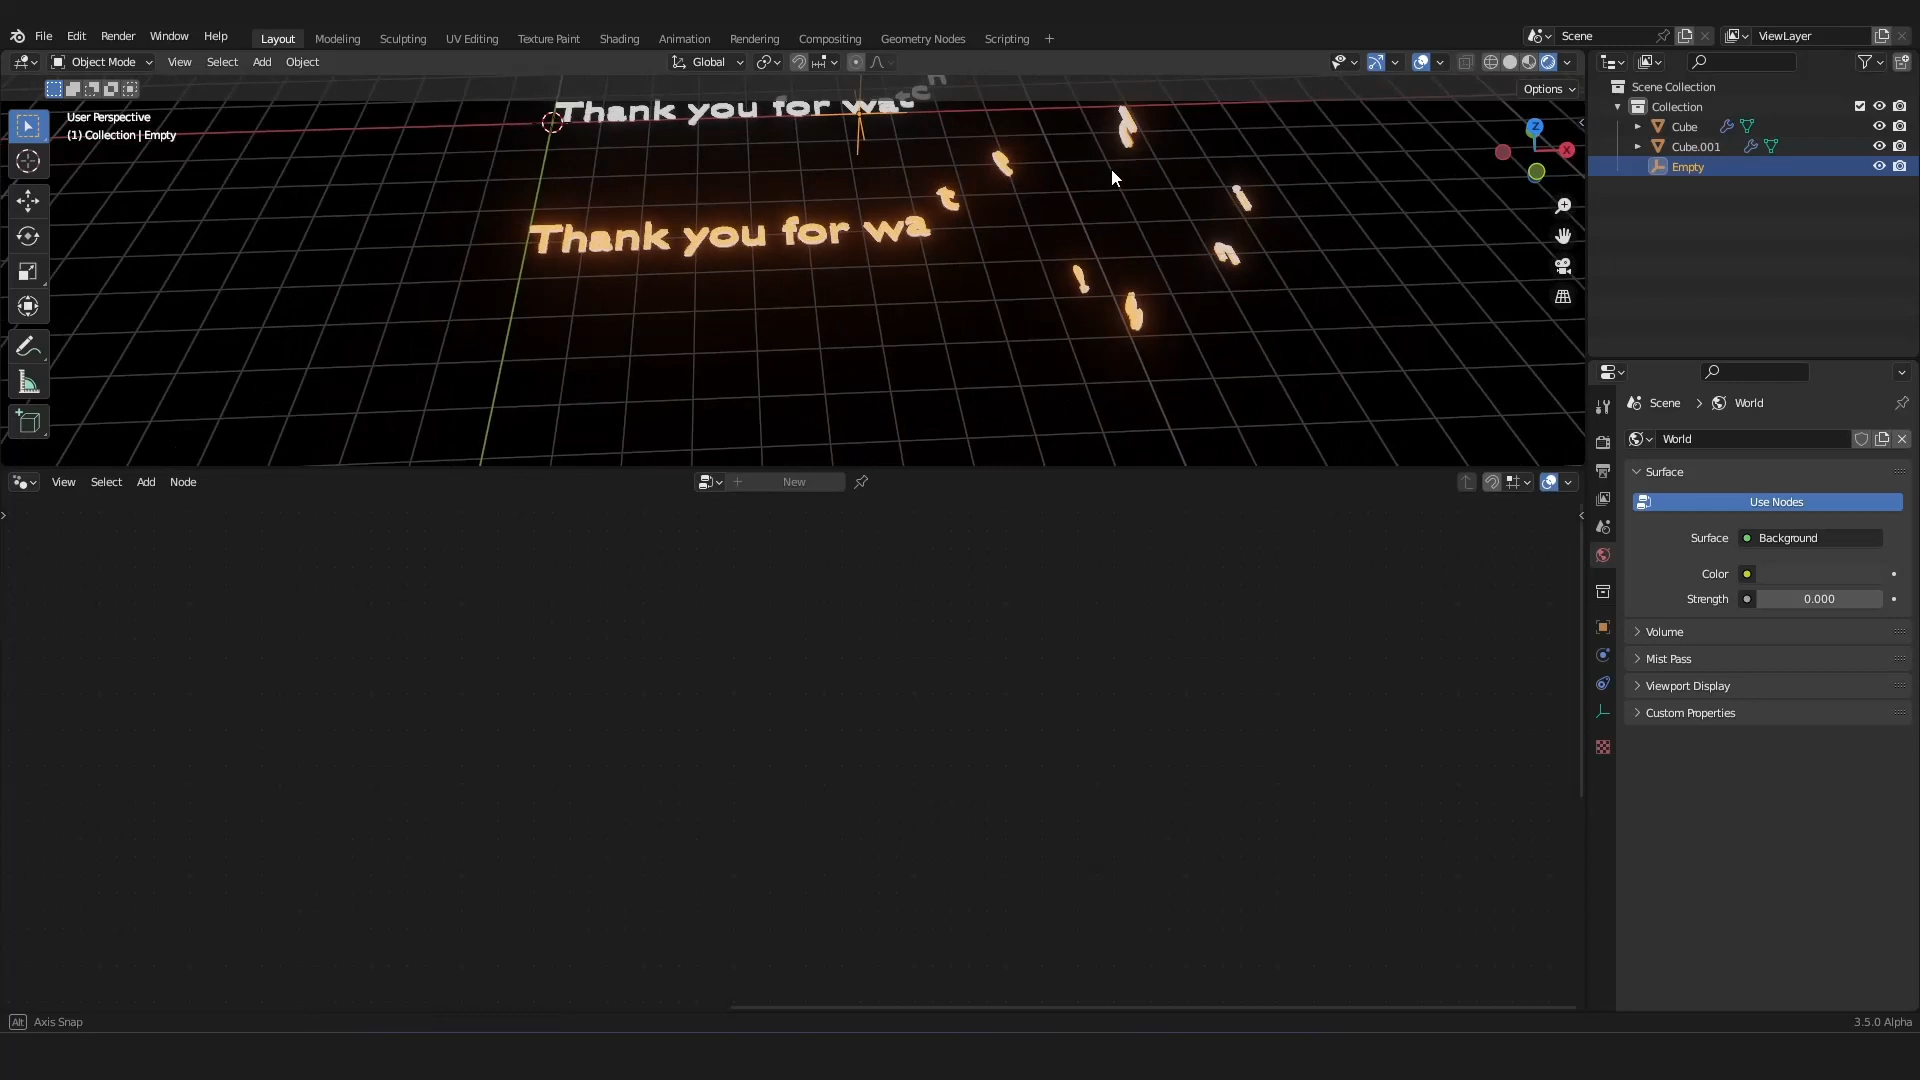 File Edit Render Window Help Layout Modeling Sculpting UV Editing Texture Paint Shading Animation Rendering Compositing Geometry Nodes Scripting + Scene ViewLayer
Object Mode View Select Add Object Global
Options
User Perspective
(1) Collection | Empty
Thank you for watch
Thank you for wa
t
!
Z
X
Scene Collection
Collection
Cube
Cube.001
Empty
Scene > World
World
Surface
Use Nodes
Surface Background
Color
Strength 0.000
Volume
Mist Pass
Viewport Display
Custom Properties
View Select Add Node New
Alt Axis Snap
3.5.0 Alpha